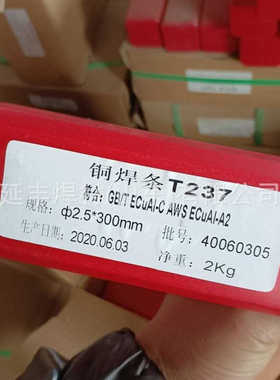 铜焊条T237
符合: GB/T ECuAl-C AWS ECuAl-A2
规格: ф2.5*300mm
生产日期: 2020.06.03
批号: 40060305
净重: 2Kg